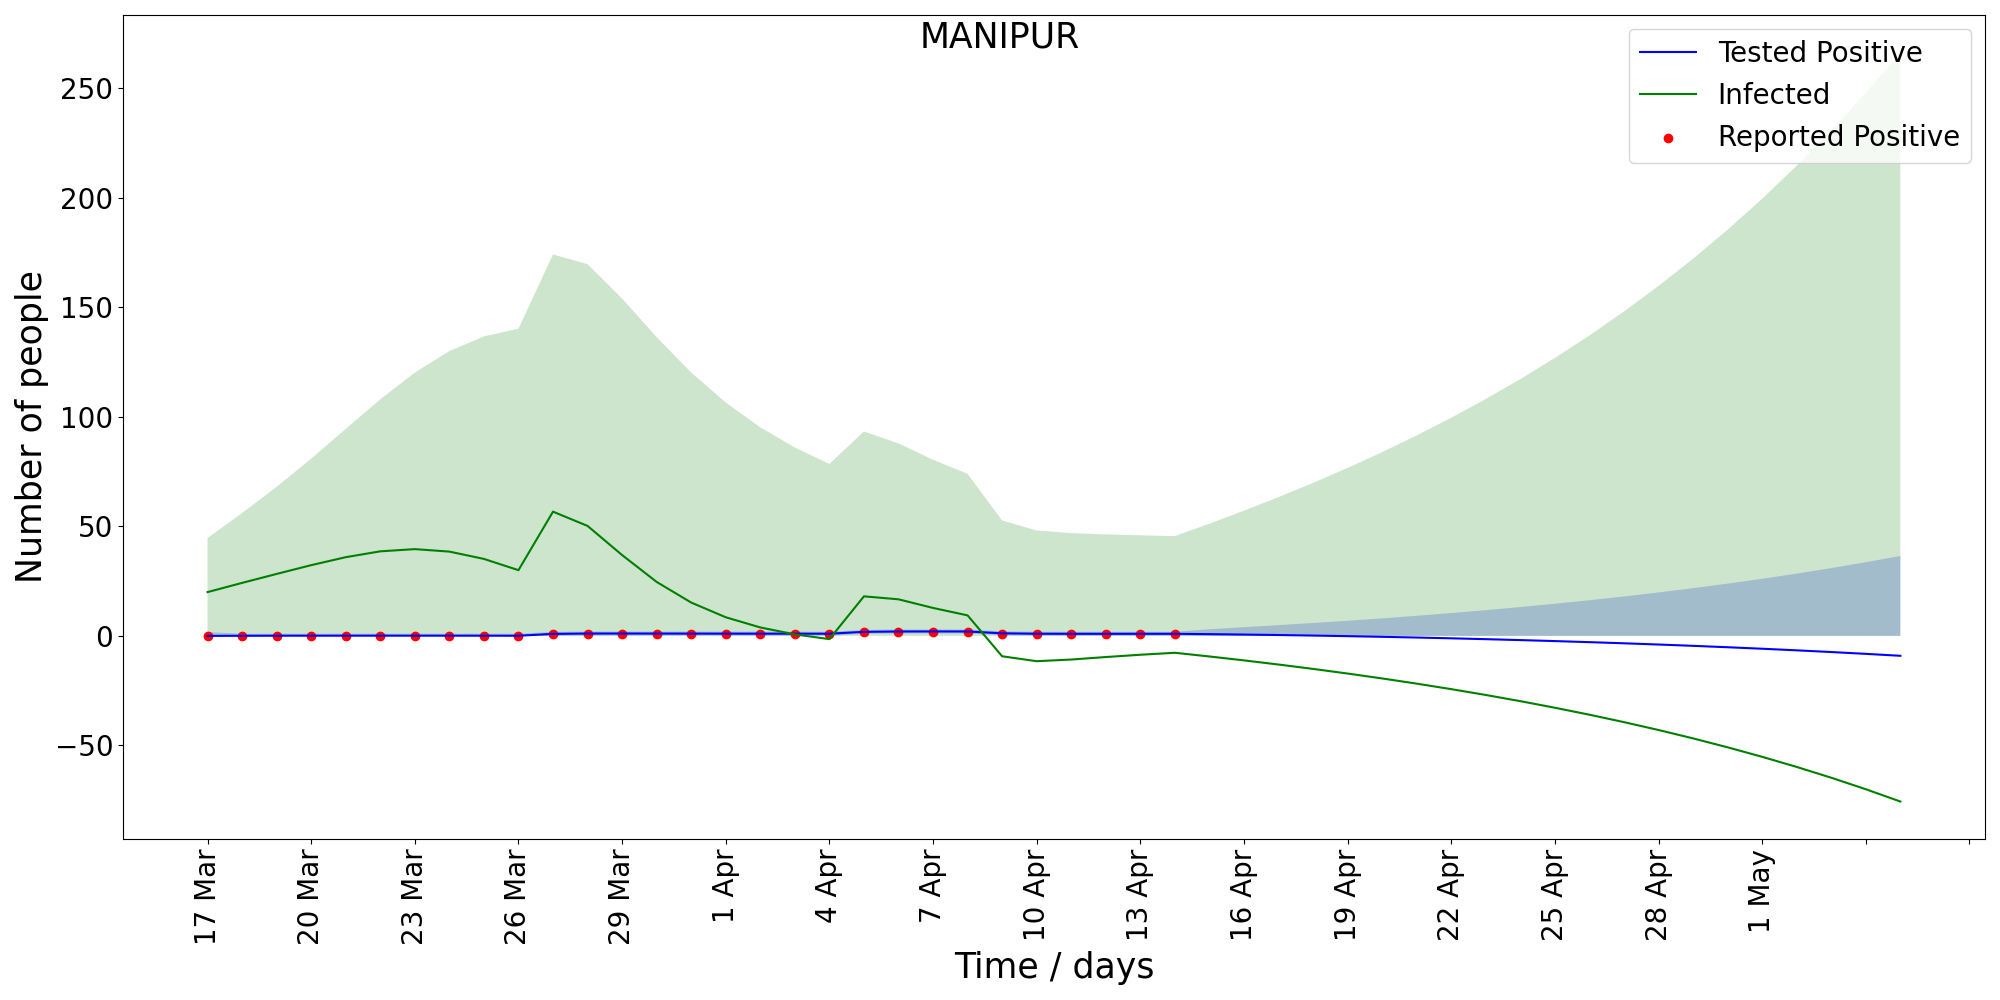 MANIPUR
Tested Positive
Infected
Reported Positive
Number of people
250
200
150
100
50
0
−50
17 Mar
20 Mar
23 Mar
26 Mar
29 Mar
1 Apr
4 Apr
7 Apr
10 Apr
13 Apr
16 Apr
19 Apr
22 Apr
25 Apr
28 Apr
1 May
Time / days